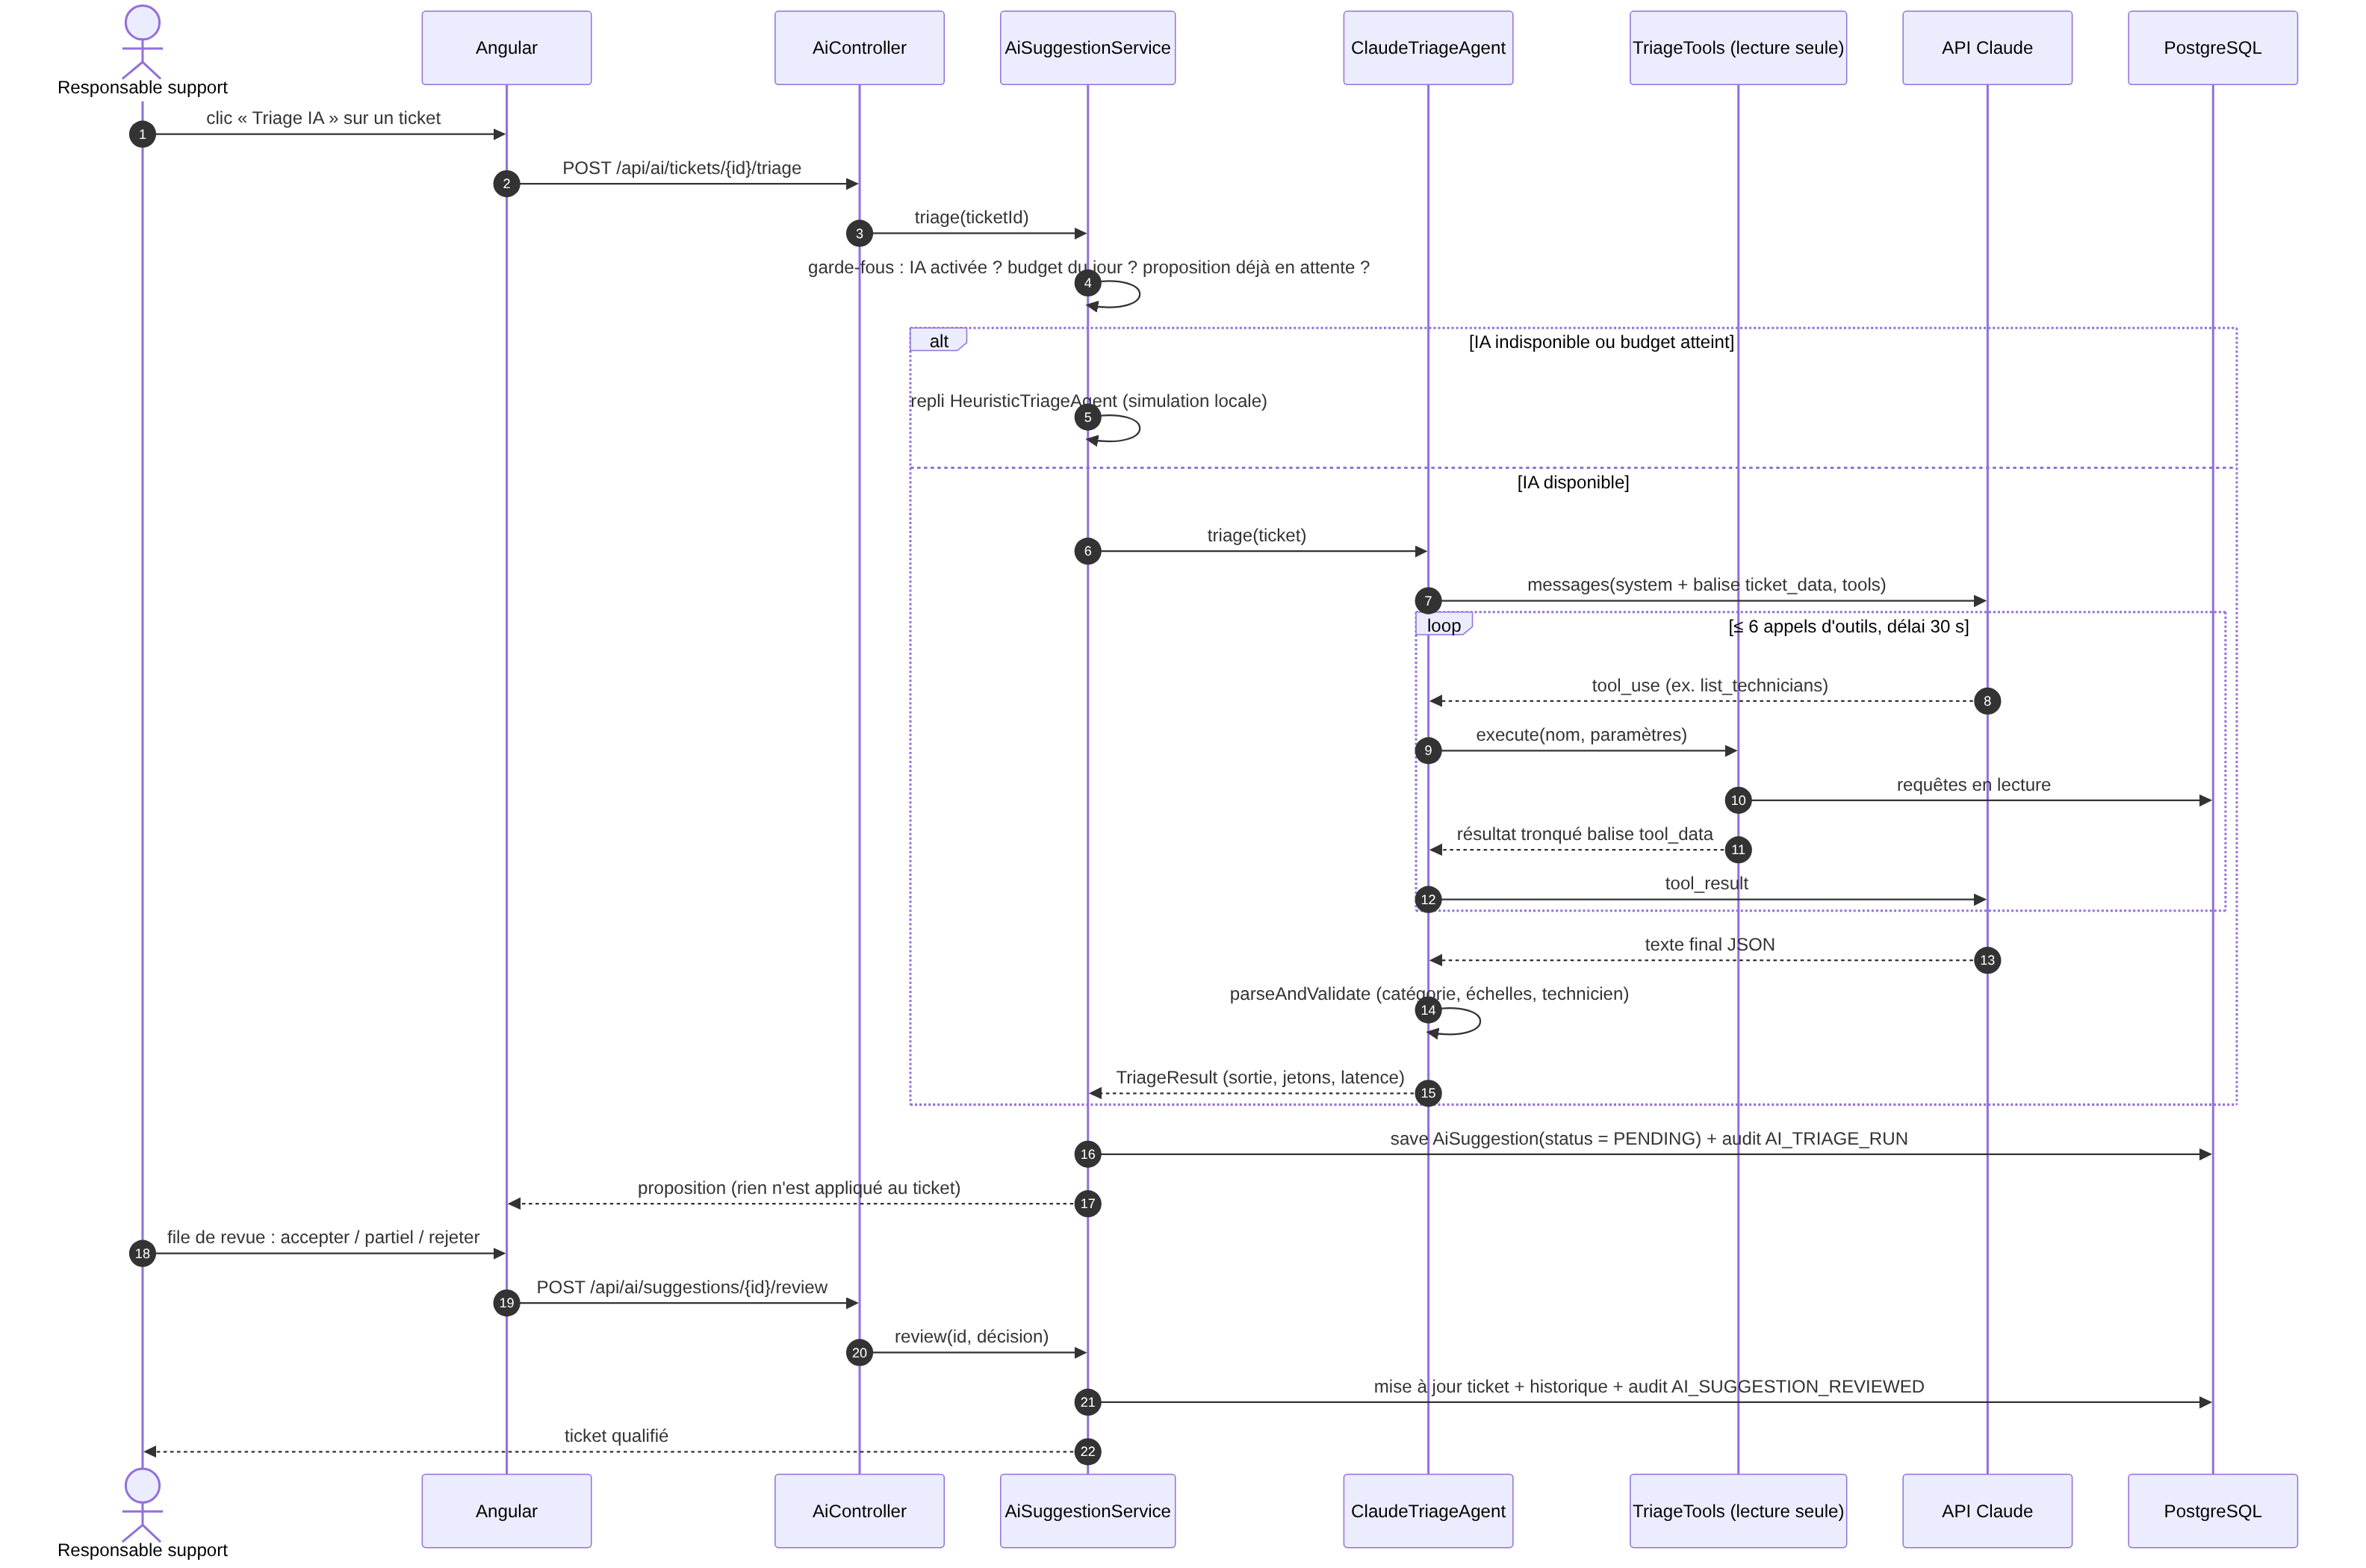 Responsable support
Angular
AiController
AiSuggestionService
ClaudeTriageAgent
TriageTools (lecture seule)
API Claude
PostgreSQL
1
clic « Triage IA » sur un ticket
2
POST /api/ai/tickets/{id}/triage
3
triage(ticketId)
garde-fous : IA activée ? budget du jour ? proposition déjà en attente ?
4
alt
[IA indisponible ou budget atteint]
repli HeuristicTriageAgent (simulation locale)
5
[IA disponible]
6
triage(ticket)
7
messages(system + balise ticket_data, tools)
loop
[≤ 6 appels d'outils, délai 30 s]
tool_use (ex. list_technicians)
8
9
execute(nom, paramètres)
10
requêtes en lecture
résultat tronqué balise tool_data
11
12
tool_result
texte final JSON
13
parseAndValidate (catégorie, échelles, technicien)
14
TriageResult (sortie, jetons, latence)
15
16
save AiSuggestion(status = PENDING) + audit AI_TRIAGE_RUN
proposition (rien n'est appliqué au ticket)
17
18
file de revue : accepter / partiel / rejeter
19
POST /api/ai/suggestions/{id}/review
20
review(id, décision)
21
mise à jour ticket + historique + audit AI_SUGGESTION_REVIEWED
ticket qualifié
22
Responsable support
Angular
AiController
AiSuggestionService
ClaudeTriageAgent
TriageTools (lecture seule)
API Claude
PostgreSQL